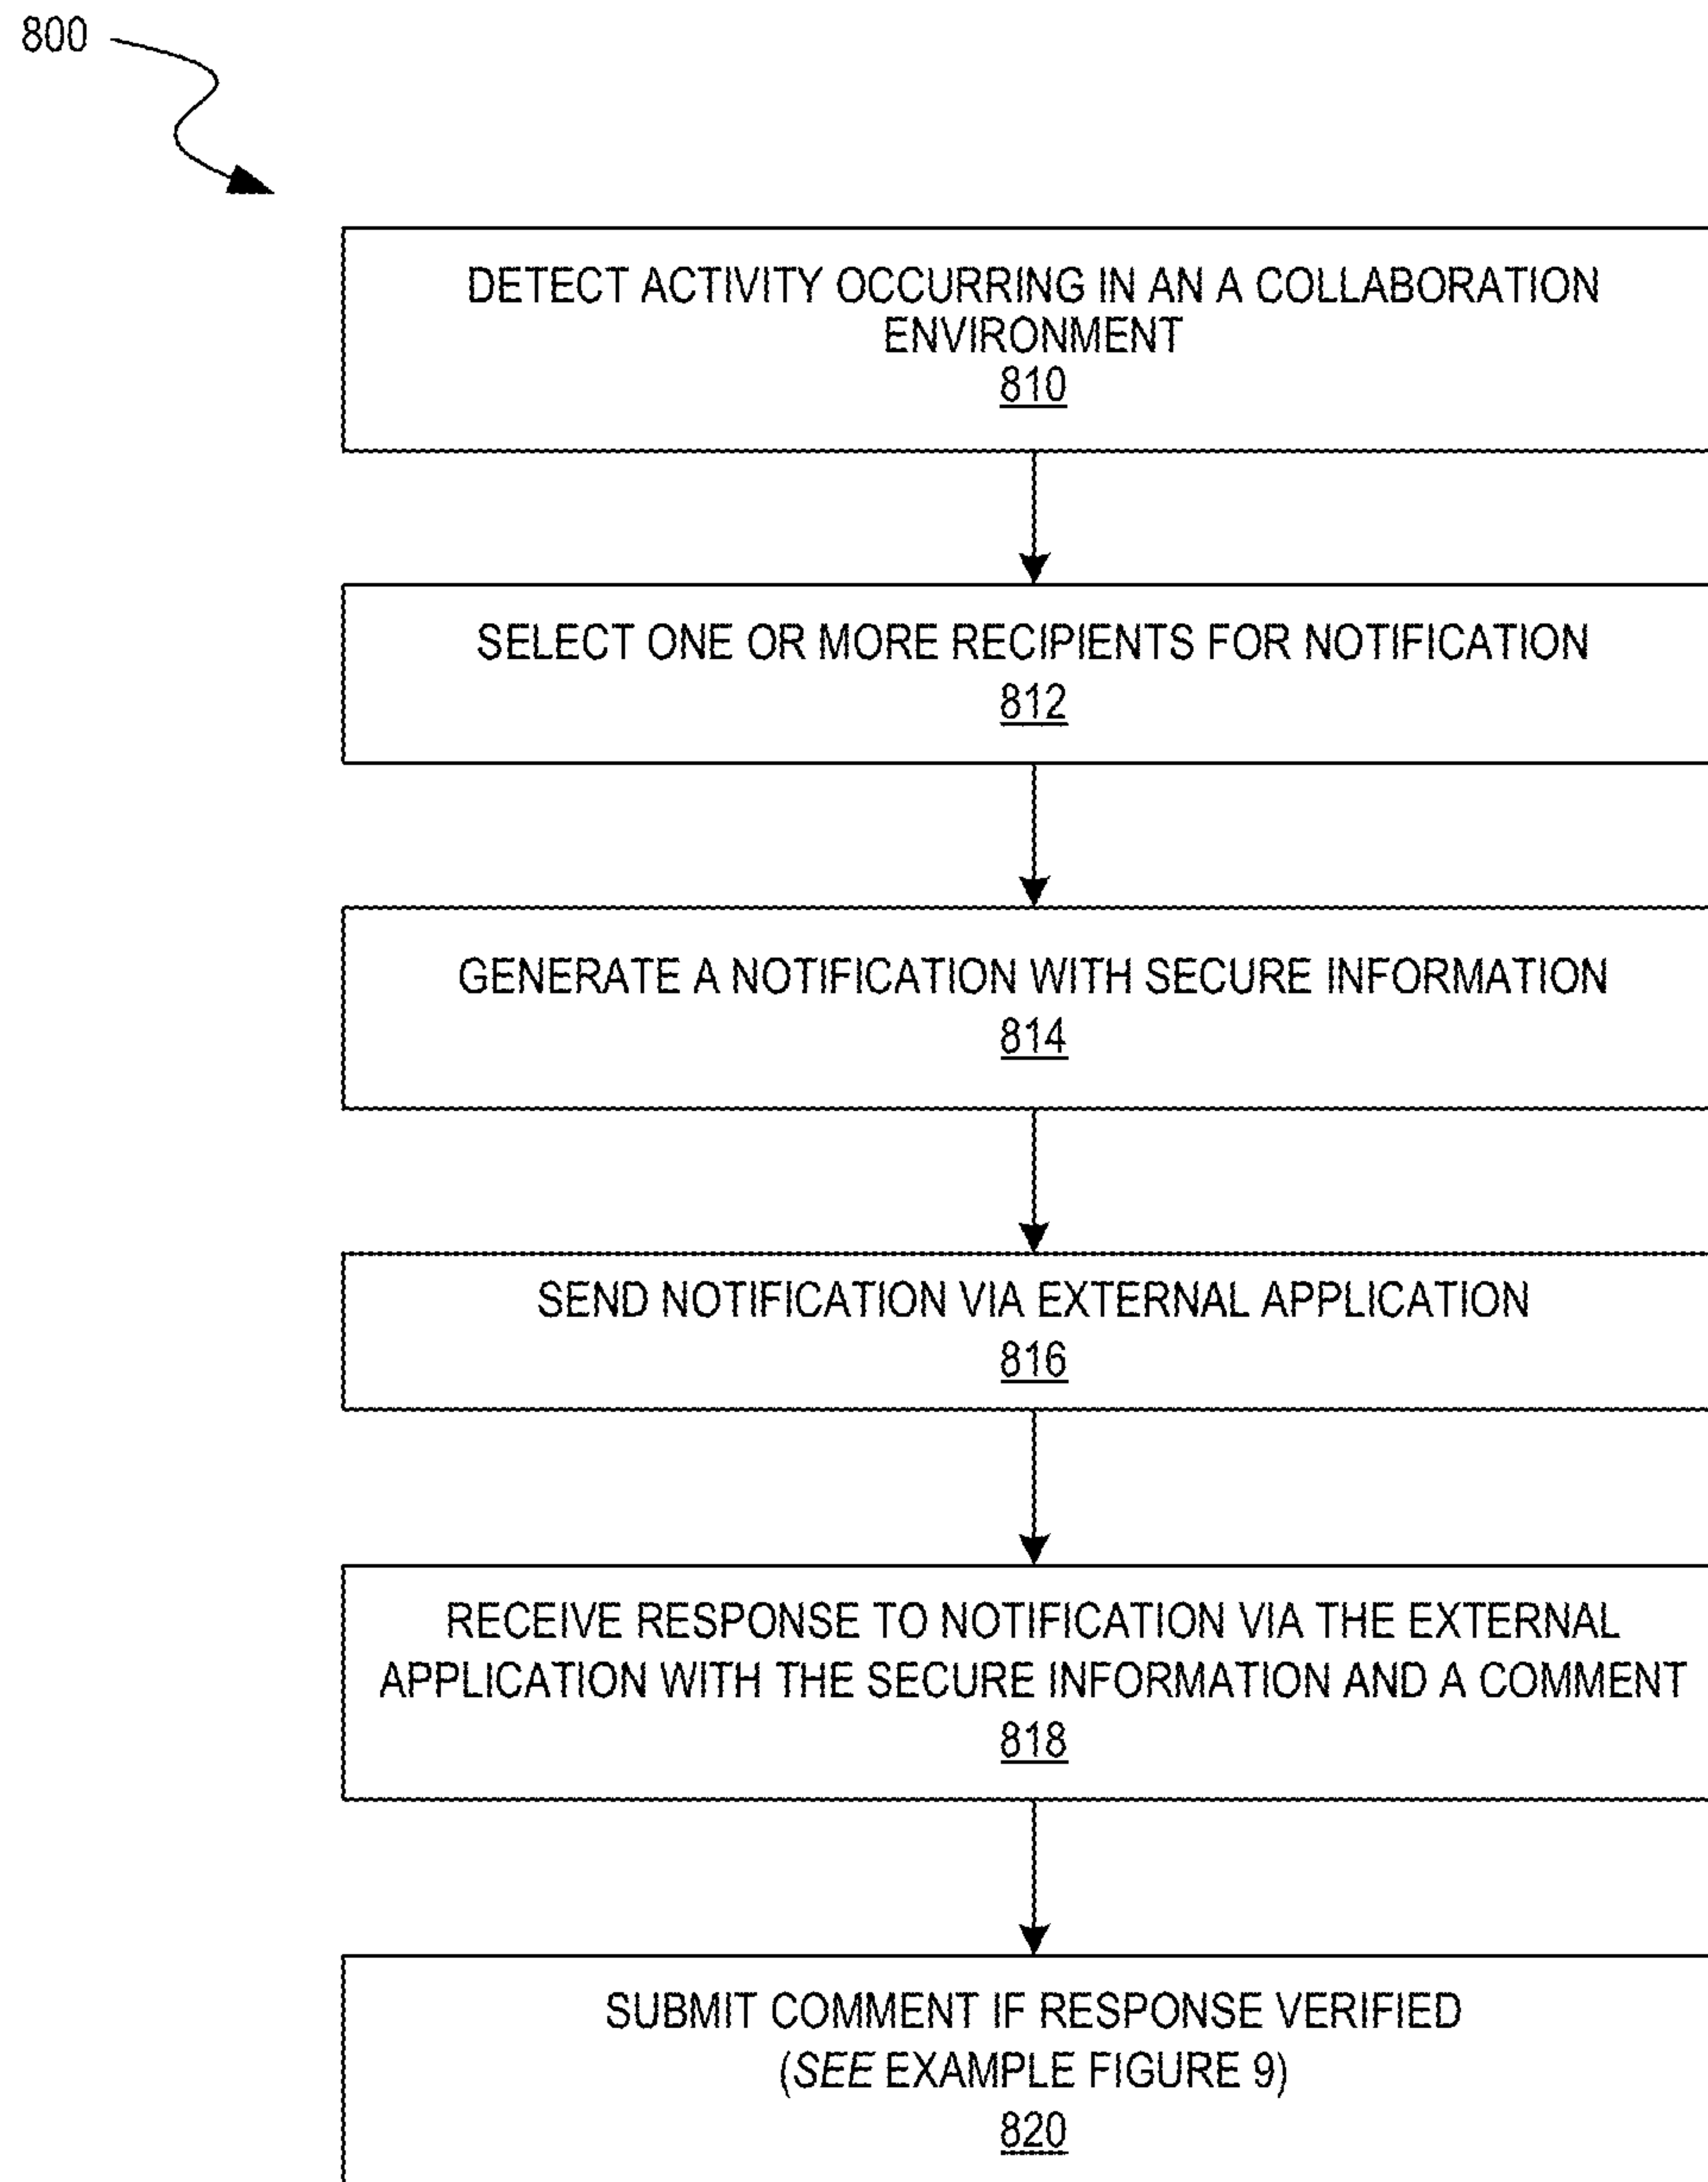 800
DETECT ACTIVITY OCCURRING IN AN A COLLABORATION
ENVIRONMENT
810
SELECT ONE OR MORE RECIPIENTS FOR NOTIFICATION
812
GENERATE A NOTIFICATION WITH SECURE INFORMATION
814
SEND NOTIFICATION VIA EXTERNAL APPLICATION
816
RECEIVE RESPONSE TO NOTIFICATION VIA THE EXTERNAL
APPLICATION WITH THE SECURE INFORMATION AND A COMMENT
818
SUBMIT COMMENT IF RESPONSE VERIFIED
(SEE EXAMPLE FIGURE 9)
820